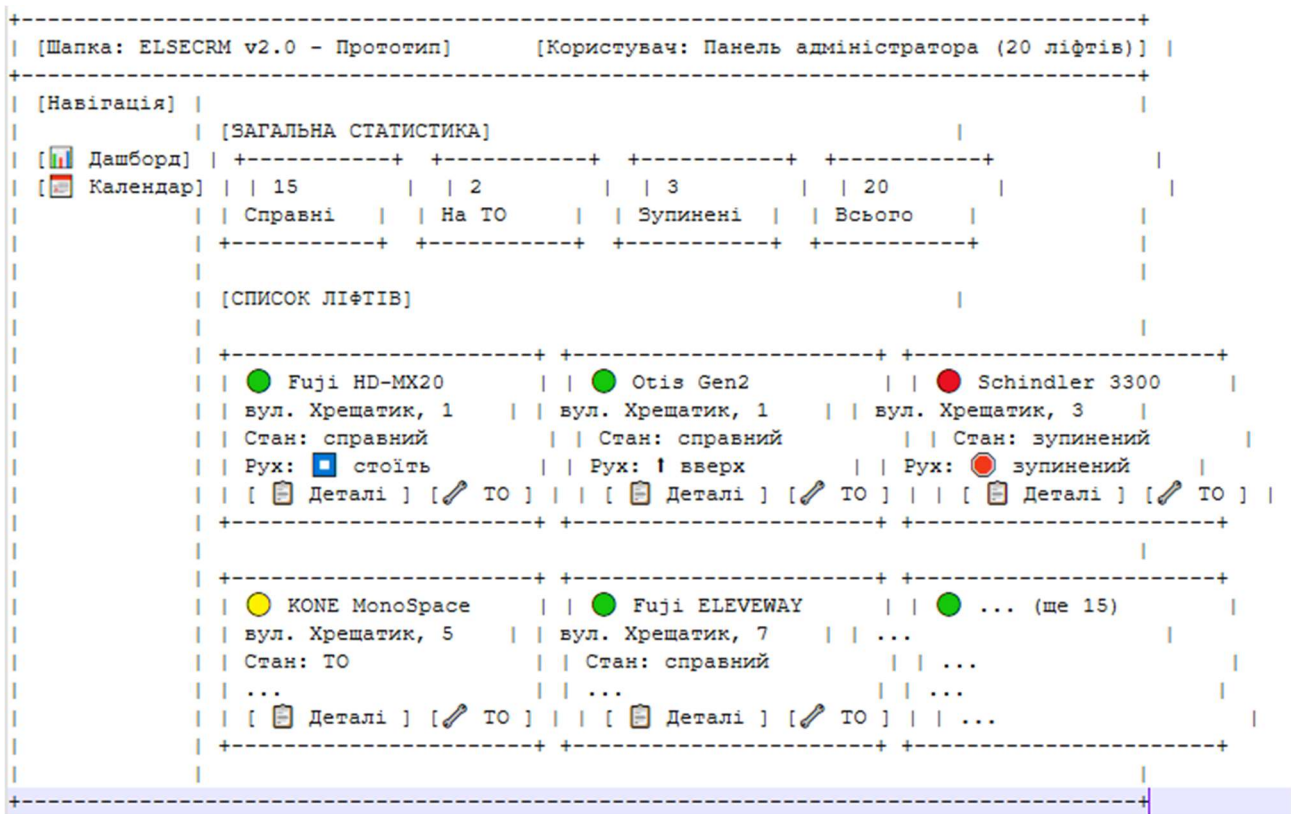 +--------------------------------------------------------------------------------------+
| [Шапка: ELSECRM v2.0 - Прототип] [Користувач: Панель адміністратора (20 ліфтів)] |
+--------------------------------------------------------------------------------------+
| [Навігація] | |
| | [ЗАГАЛЬНА СТАТИСТИКА] |
| [📊 Дашборд] | +-----------+ +-----------+ +-----------+ +-----------+ |
| [📅 Календар] | | 15 | | 2 | | 3 | | 20 | |
| | | Справні | | На ТО | | Зупинені | | Всього | |
| | +-----------+ +-----------+ +-----------+ +-----------+ |
| | |
| | [СПИСОК ЛІФТІВ] |
| | |
| | +-----------------------+ +-----------------------+ +-----------------------+
| | | 🟢 Fuji HD-MX20 | | 🟢 Otis Gen2 | | 🔴 Schindler 3300 |
| | | вул. Хрещатик, 1 | | вул. Хрещатик, 1 | | вул. Хрещатик, 3 |
| | | Стан: справний | | Стан: справний | | Стан: зупинений |
| | | Рух: ⏹ стоїть | | Рух: ⬆ вверх | | Рух: 🛑 зупинений |
| | | [ 📋 Деталі ] [🔧 ТО ] | | [ 📋 Деталі ] [🔧 ТО ] | | [ 📋 Деталі ] [🔧 ТО ] |
| | +-----------------------+ +-----------------------+ +-----------------------+
| | |
| | +-----------------------+ +-----------------------+ +-----------------------+
| | | 🟡 KONE MonoSpace | | 🟢 Fuji ELEVEWAY | | 🟢 ... (ще 15) |
| | | вул. Хрещатик, 5 | | вул. Хрещатик, 7 | | ... |
| | | Стан: ТО | | Стан: справний | | ... |
| | | ... | | ... | | ... |
| | | [ 📋 Деталі ] [🔧 ТО ] | | [ 📋 Деталі ] [🔧 ТО ] | | ... |
| | +-----------------------+ +-----------------------+ +-----------------------+
| | |
+--------------------------------------------------------------------------------------+